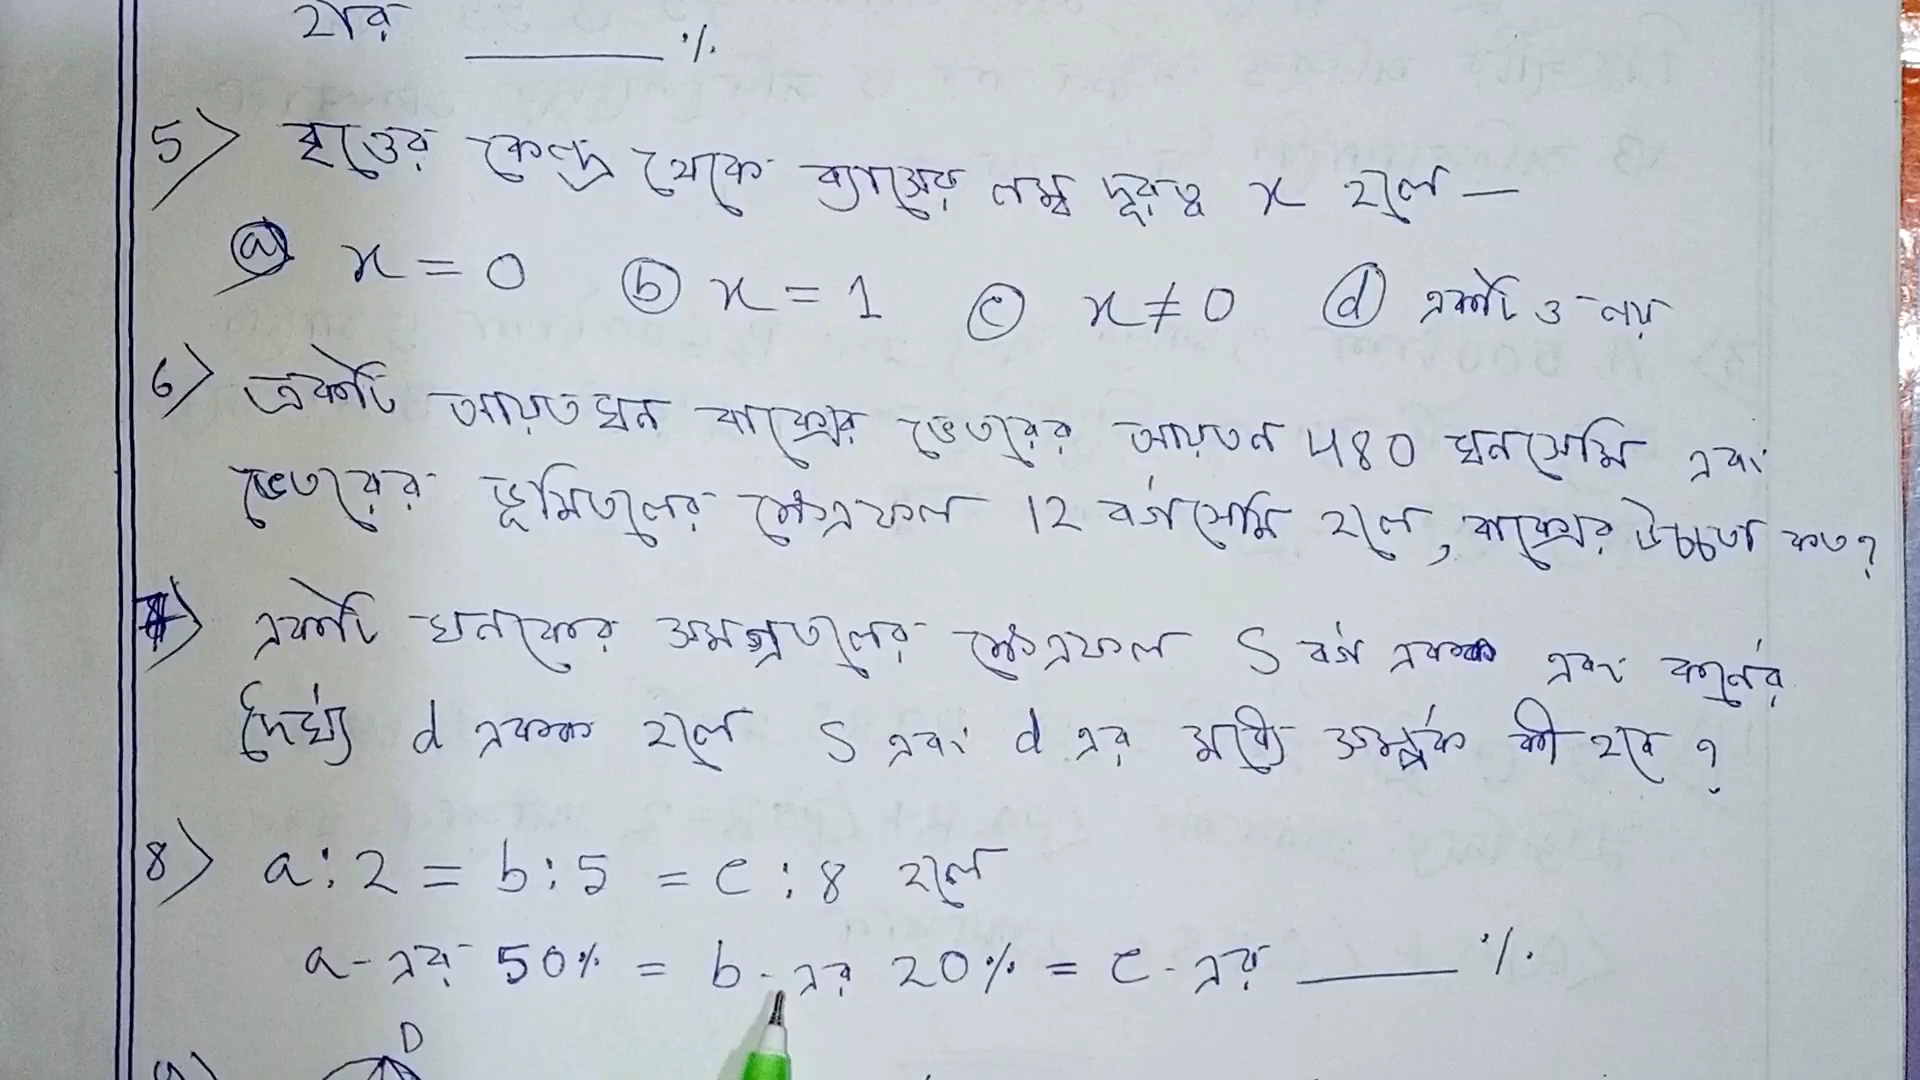 হার ______ %
5) বৃত্তের কেন্দ্র থেকে ব্যাসের লম্ব দূরত্ব x হলে —
(a) x = 0 (b) x = 1 (c) x ≠ 0 (d) একটিও নয়
6) একটি আয়তঘন বাক্সের ভেতরের আয়তন 480 ঘনসেমি এবং
ভেতরের ভূমিতলের ক্ষেত্রফল 12 বর্গসেমি হলে, বাক্সের উচ্চতা কত?
7) একটি ঘনকের সমগ্রতলের ক্ষেত্রফল S বর্গ একক এবং কর্ণের
দৈর্ঘ্য d একক হলে S এবং d এর মধ্যে সম্পর্ক কী হবে ?
8) a : 2 = b : 5 = c : 8 হলে
a-এর 50% = b-এর 20% = c-এর ______ %
D
9)